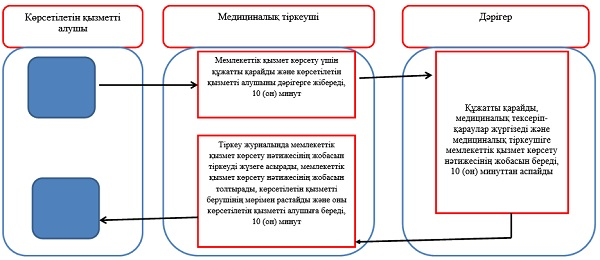 Көрсетілетін қызметті
алушы
Медициналық тіркеуші
Дәрігер
Мемлекеттік қызмет көрсету үшін
құжатты қарайды және көрсетілетін
қызметті алушыны дәрігерге жібереді,
10 (он) минут
Құжатты қарайды,
медициналық тексеріп-
қараулар жүргізеді және
медициналық тіркеушіге
мемлекеттік қызмет көрсету
нәтижесінің жобасын береді,
10 (он) минуттан аспайды
Тіркеу журналында мемлекеттік
қызмет көрсету нәтижесінің жобасын
тіркеуді жүзеге асырады, мемлекеттік
қызмет көрсету нәтижесінің жобасын
толтырады, көрсетілетін қызметті
берушінің мөрімен растайды және оны
көрсетілетін қызметті алушыға береді,
10 (он) минут